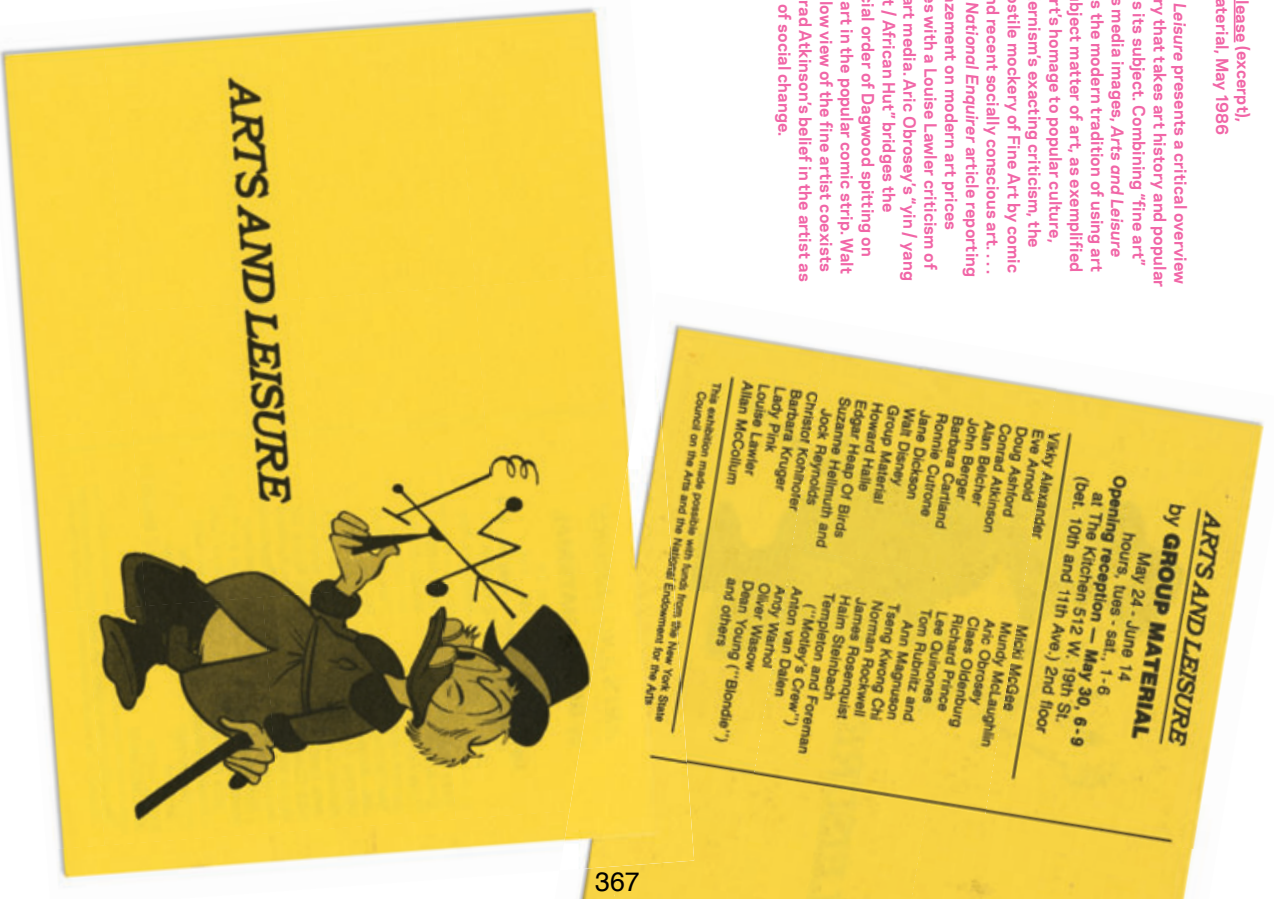 ARTS AND LEISURE
lease (excerpt),
aterial, May 1986
Leisure presents a critical overview
ry that takes art history and popular
s its subject. Combining "fine art"
s media images, Arts and Leisure
s the modern tradition of using art
bject matter of art, as exemplified
rt's homage to popular culture,
ernism's exacting criticism, the
ostile mockery of Fine Art by comic
nd recent socially conscious art. . .
National Enquirer article reporting
zement on modern art prices
es with a Louise Lawler criticism of
art media. Aric Obrosey's "yin / yang
t / African Hut" bridges the
cial order of Dagwood spitting on
art in the popular comic strip. Walt
low view of the fine artist coexists
rad Atkinson's belief in the artist as
of social change.
ARTS AND LEISURE
by GROUP MATERIAL
May 24 - June 14
hours, tues - sat., 1 - 6
Opening reception — May 30, 6 - 9
at The Kitchen 512 W. 19th St.
(bet. 10th and 11th Ave.) 2nd floor
Vikky Alexander
Eve Arnold
Doug Ashford
Conrad Atkinson
Alan Belcher
John Berger
Barbara Cartland
Ronnie Cutrone
Jane Dickson
Walt Disney
Group Material
Howard Halle
Edgar Heap Of Birds
Suzanne Hellmuth and
Jock Reynolds
Christof Kohlhofer
Barbara Kruger
Lady Pink
Louise Lawler
Allan McCollum
Micki McGee
Mundy McLaughlin
Aric Obrosey
Claes Oldenburg
Richard Prince
Lee Quinones
Tom Rubnitz and
Ann Magnuson
Tseng Kwong Chi
Norman Rockwell
James Rosenquist
Haim Steinbach
Templeton and Foreman
("Motley's Crew")
Anton van Dalen
Andy Warhol
Oliver Wasow
Dean Young ("Blondie")
and others
This exhibition made possible with funds from the New York State
Council on the Arts and the National Endowment for the Arts
367